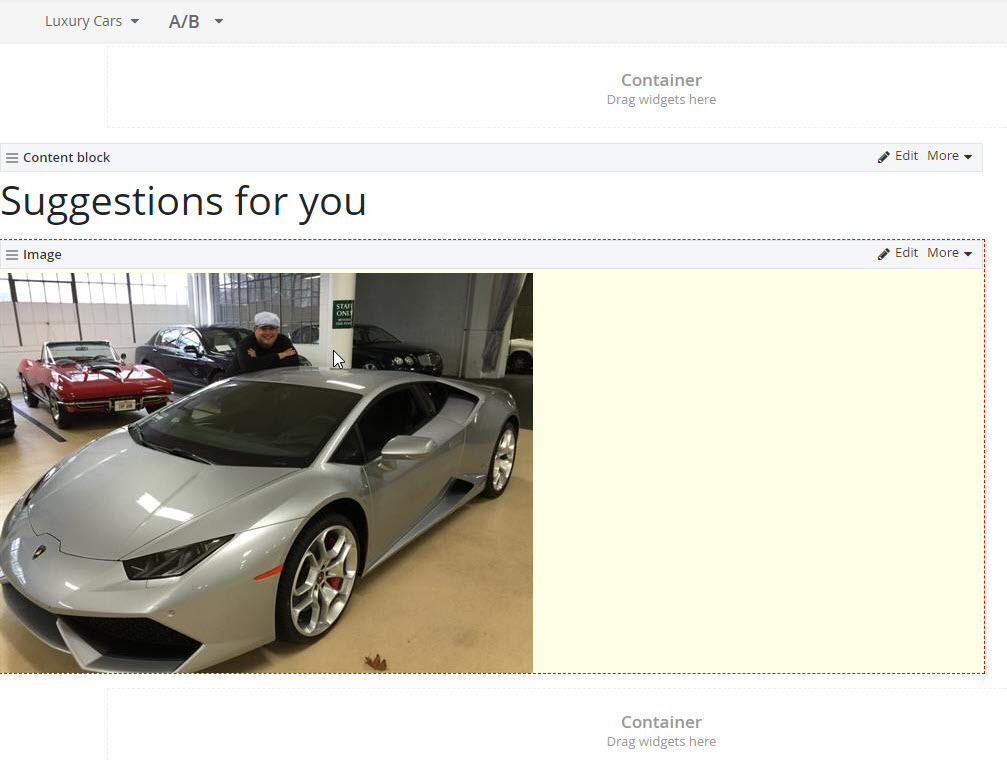 Luxury Cars A/B
Container
Drag widgets here
Content block Edit More
Suggestions for you
Image Edit More
STAFF
ONLY
Container
Drag widgets here